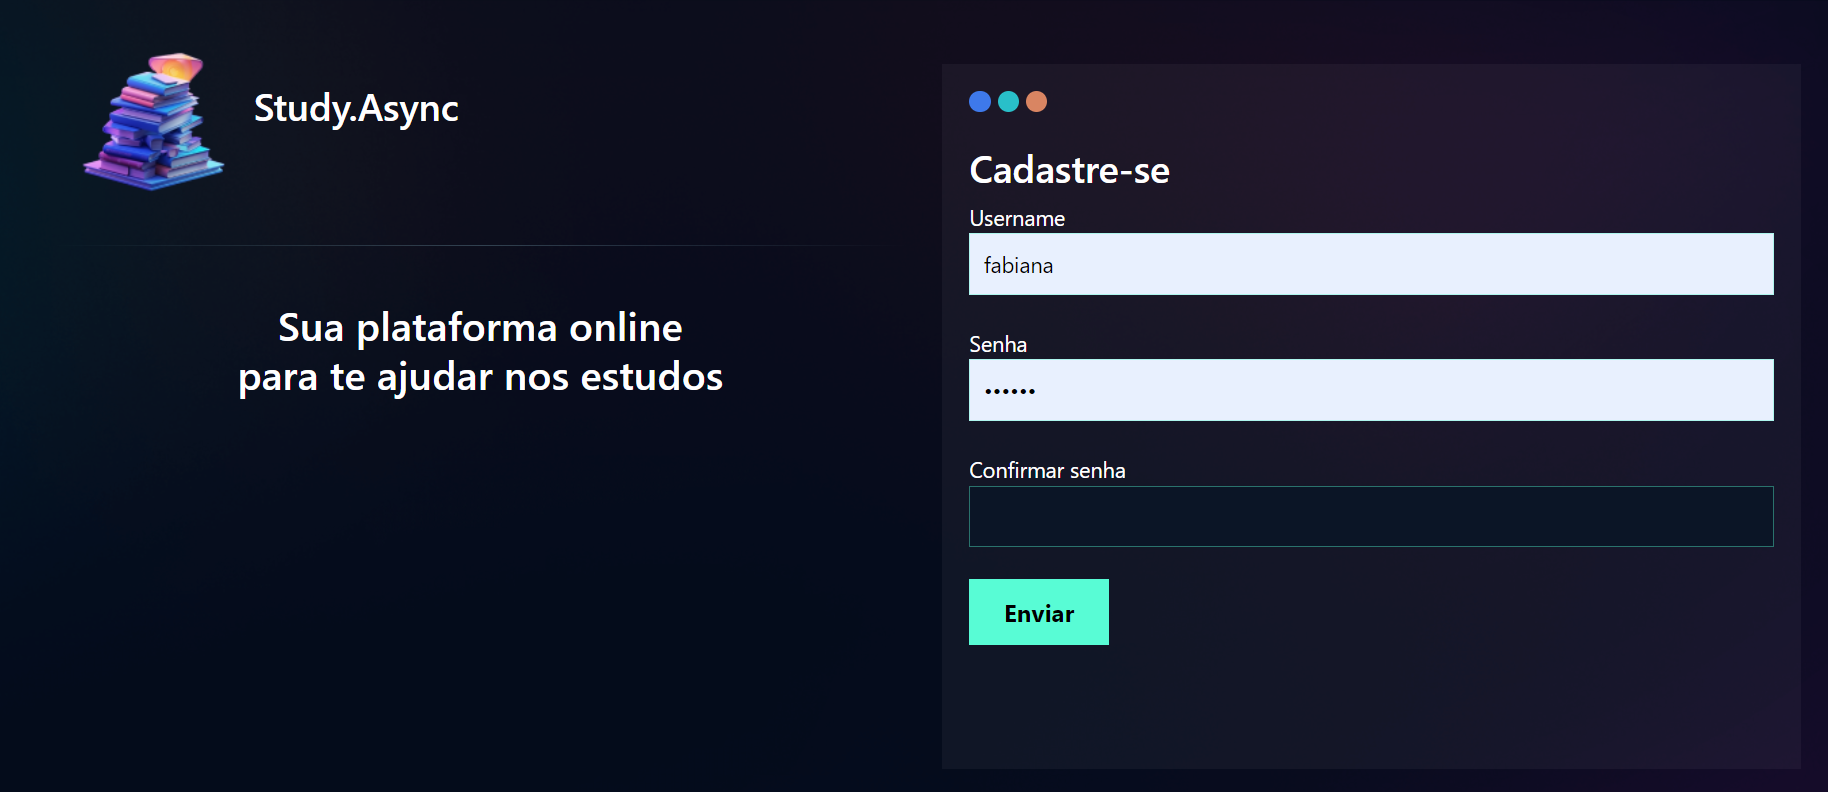 Study.Async
Sua plataforma online
para te ajudar nos estudos
Cadastre-se
Username
fabiana
Senha
••••••
Confirmar senha
Enviar